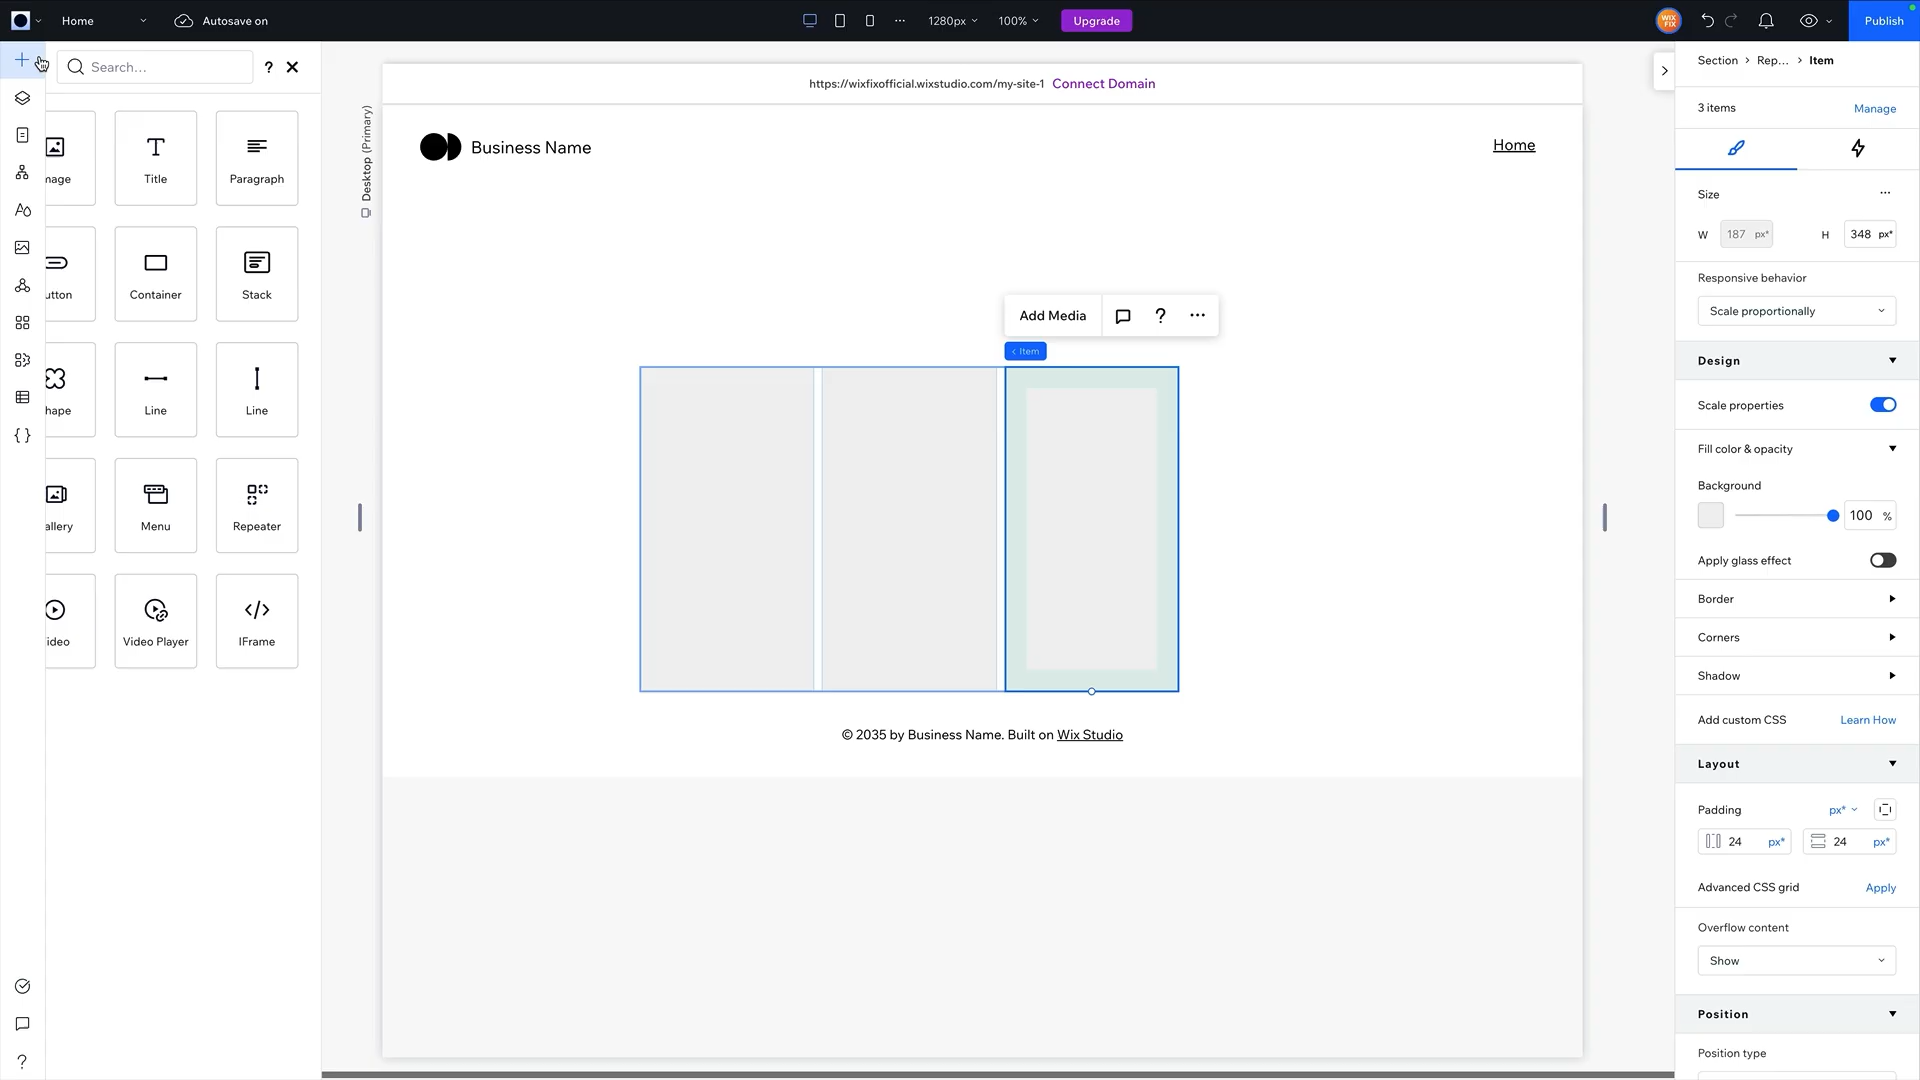 Home
Autosave on
1280px
100%
Upgrade
WIX
FIX
Publish
Search...
?
mage
Title
Paragraph
utton
Container
Stack
hape
Line
Line
allery
Menu
Repeater
ideo
Video Player
IFrame
?
Desktop (Primary)
https://wixfixofficial.wixstudio.com/my-site-1 Connect Domain
Business Name
Home
Add Media
?
< Item
© 2035 by Business Name. Built on Wix Studio
Section > Rep... > Item
3 items
Manage
Size
W 187 px*
H 348 px*
Responsive behavior
Scale proportionally
Design
Scale properties
Fill color & opacity
Background
100 %
Apply glass effect
Border
Corners
Shadow
Add custom CSS
Learn How
Layout
Padding
px*
24 px*
24 px*
Advanced CSS grid
Apply
Overflow content
Show
Position
Position type